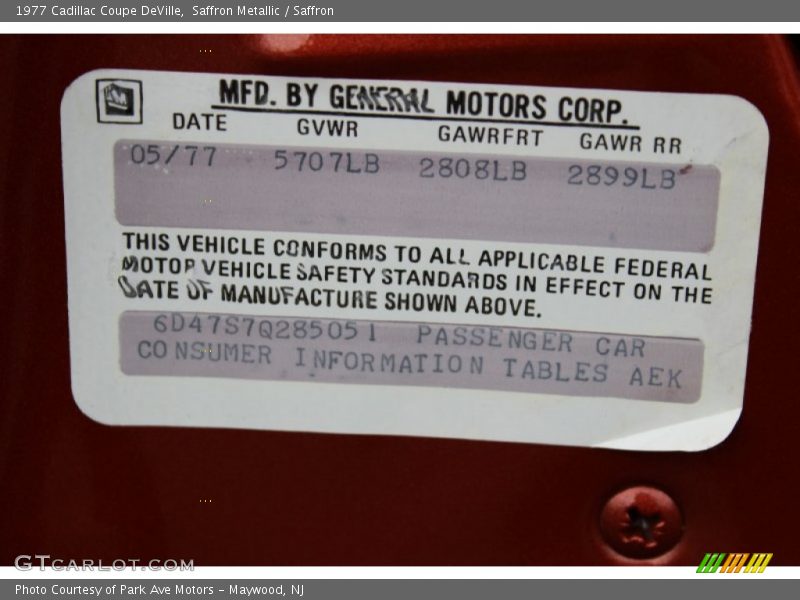 1977 Cadillac Coupe DeVille, Saffron Metallic / Saffron
GM
MFD. BY GENERAL MOTORS CORP.
DATE GVWR GAWRFRT GAWR RR
05/77 5707LB 2808LB 2899LB
THIS VEHICLE CONFORMS TO ALL APPLICABLE FEDERAL
MOTOR VEHICLE SAFETY STANDARDS IN EFFECT ON THE
DATE OF MANUFACTURE SHOWN ABOVE.
6D47S7Q285051 PASSENGER CAR
CONSUMER INFORMATION TABLES AEK
GTCARLOT.COM
Photo Courtesy of Park Ave Motors - Maywood, NJ